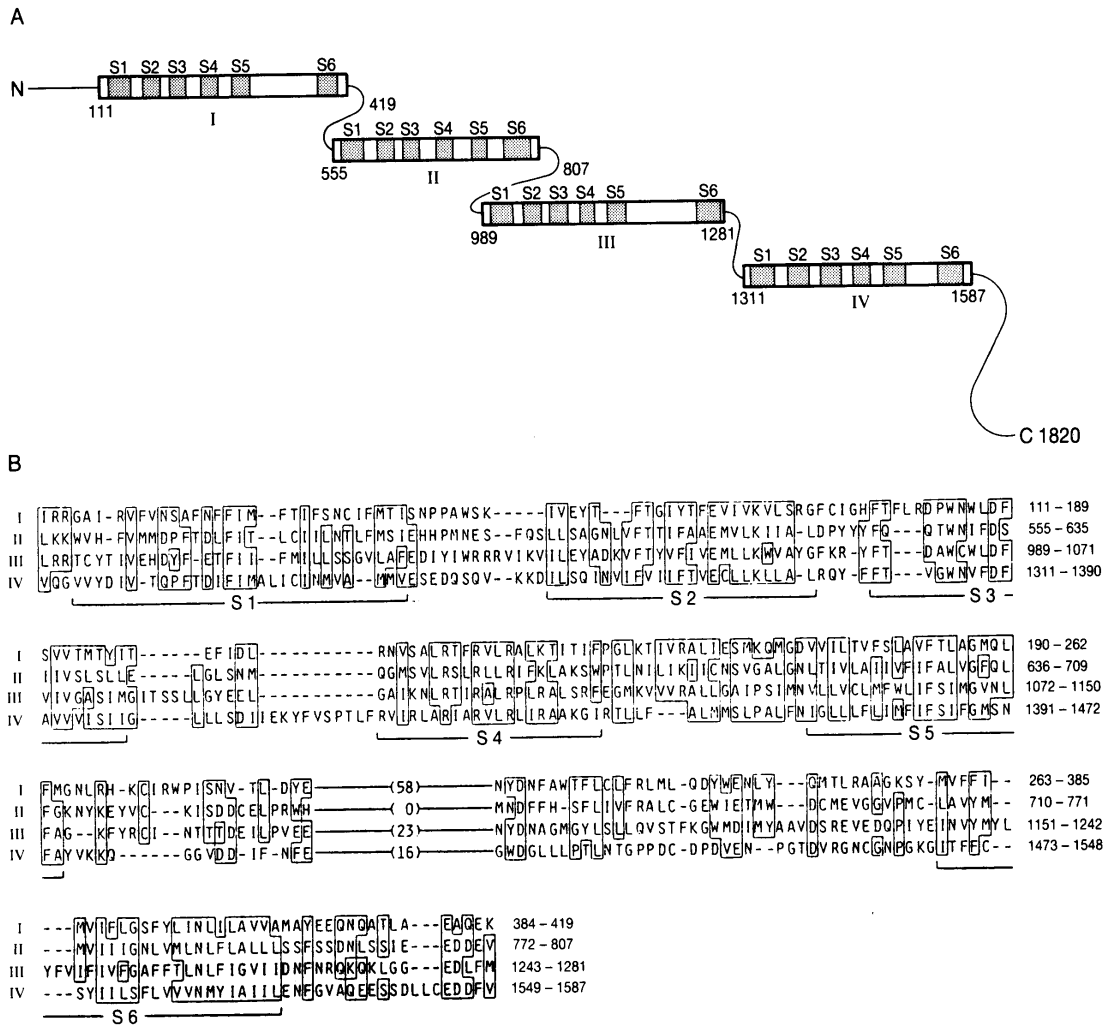 A
S1 S2 S3 S4 S5 S6
N
111
I
419
S1 S2 S3 S4 S5 S6
555
II
807
S1 S2 S3 S4 S5 S6
989
III
1281
S1 S2 S3 S4 S5 S6
1311
IV
1587
C 1820
B
I IRRGAI-RVFVNSAFNFFIM--FTIFSNCIFMTISNPPAWSK-----IVEYT---FTGIYTFEVIVKVLSRGFCIGHFTFLRDPWNWLDF 111-189
II LKKWVH-FVMMDPFTDLFIT--LCIILNTLFMSIEHHPMNES--FQSLLSAGNLVFTTIFAAEMVLKIIA-LDPYYYFQ---QTWNIFDS 555-635
III LRRTCYTIVEHDYF-ETFII--FMILLSSGVLAFEDIYIWRRRVIKVILEYADKVFTYVFIVEMLLKWVAYGFKRY-FT---DAWCWLDF 989-1071
IV VQGVVYDIV-TQPFTDIFIMALICINMVA-MMVESEDQSQV--KKDILSQINVIFVIIFTVECLLKLLA-LRQY-FFT---VGWNVFDF 1311-1390
S1 S2 S3
I SVVTMTYIT------EFIDL-----------RNVSALRTFRVLRALKTITIFPGLKTIVRALIESMKQMGDVVILTVFSLAVFTLAGMQL 190-262
II IIVSLSLLE-----LGLSNM-----------QGMSVLRSLRLLRIFKLAKSWPTLNILIKIICNSVGALGNLTIVLAIIVFIFALVGFQL 636-709
III VIVGASIMGITSSLLGYEEL-----------GAIKNLRTIRALRPLRALSRFEGMKVVVRALLGAIPSIMNVLLVCLMFWLIFSIMGVNL 1072-1150
IV AVVVISIIG-----LLLSDIIEKYFVSPTLFRVIRLARIARVLRLIRAAKGIRTLLF---ALMMSLPALFNIGLLLFLIMFIFSIFGMSN 1391-1472
S4 S5
I FMGNLRH-KCIRWPISNV-TL-DYE (58) NYDNFAWTFLCLFRLML-QDYWENLY---QMTLRAAGKSY-MVFFI-- 263-385
II FGKNYKEYVC---KISDDCELPRWH (0) MNDFFH-SFLIVFRALC-GEWIETMW---DCMEVGGVPMC-LAVYM-- 710-771
III FAG--KFYRCI--NTTTDEILPVEE (23) NYDNAGMGYLSLLQVSTFKGWMDIMYAAVDSREVEDQPIYEINVYMYL 1151-1242
IV FAYVKKQ------GGVDD-IF-NFE (16) GWDGLLLPTLNTGPPDC-DPDVEN--PGTDVRGNCGNPGKGITFFC-- 1473-1548
I ---MVIFLGSFYLINLILAVVAMAYEEQNQATLA---EAQEK 384-419
II ---MVIIIGNLVMLNLFLALLLSSFSSDNLSSIE---EDDEV 772-807
III YFVIFIVFGAFFTLNLFIGVIIDNFNRQKQKLGG---EDLFM 1243-1281
IV ---SYIILSFLVVVNMYIAIILENFGVAQEESSDLLCEDDFV 1549-1587
S6